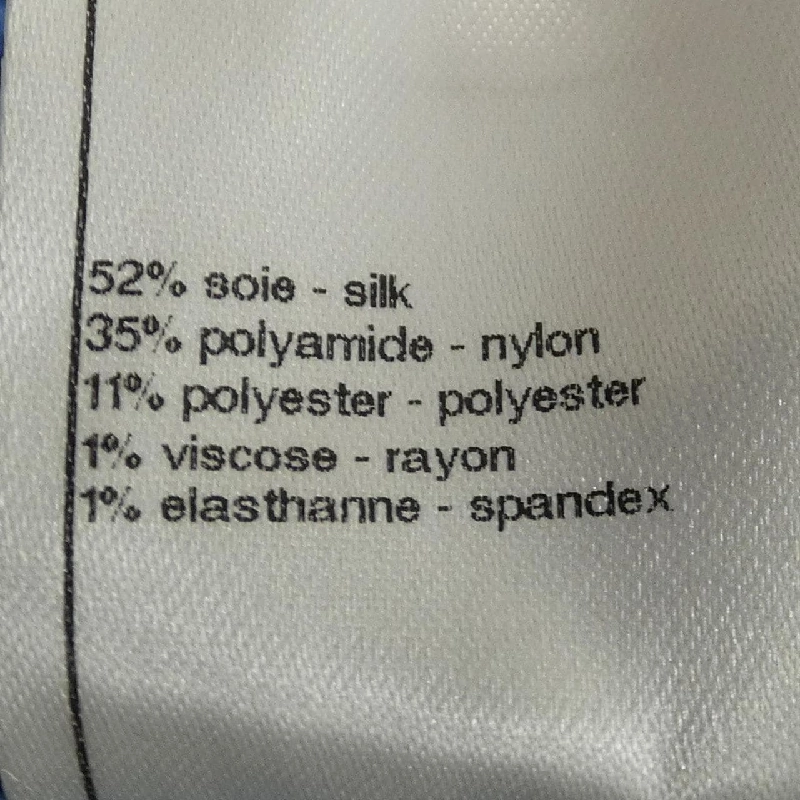 52% soie - silk
35% polyamide - nylon
11% polyester - polyester
1% viscose - rayon
1% elasthanne - spandex